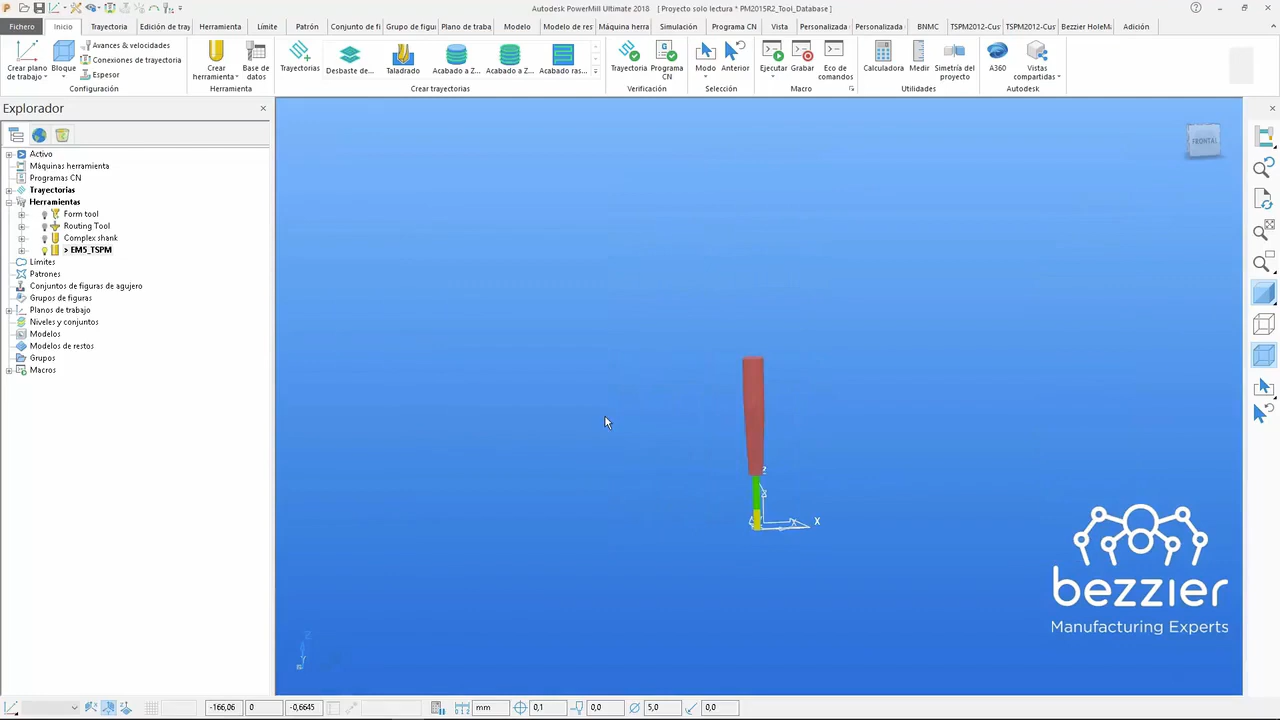 Autodesk PowerMill Ultimate 2018 - [Proyecto solo lectura * PM2015R2_Tool_Database]
Fichero Inicio Trayectoria Edición de tray Herramienta Límite Patrón Conjunto de fi Grupo de figu Plano de traba Modelo Modelo de res Máquina herra Simulación Programa CN Vista Personalizada Personalizada BNMC TSPM2012-Cus TSPM2012-Cus Bezzier HoleMa Adición
Crear plano de trabajo
Bloque
Avances & velocidades
Conexiones de trayectoria
Espesor
Configuración
Crear herramienta
Base de datos
Herramienta
Trayectorias
Desbaste de...
Taladrado
Acabado a Z...
Acabado a Z...
Acabado ras...
Crear trayectorias
Trayectoria
Programa CN
Verificación
Modo
Anterior
Selección
Ejecutar
Grabar
Eco de comandos
Macro
Calculadora
Medir
Simetría del proyecto
Utilidades
A360
Vistas compartidas
Autodesk
Explorador
Activo
Máquinas herramienta
Programas CN
Trayectorias
Herramientas
Form tool
Routing Tool
Complex shank
> EM5_TSPM
Límites
Patrones
Conjuntos de figuras de agujero
Grupos de figuras
Planos de trabajo
Niveles y conjuntos
Modelos
Modelos de restos
Grupos
Macros
FRONTAL
Z
X
bezzier
Manufacturing Experts
-166,06 0 -0,6645 mm 0,1 0,0 5,0 0,0